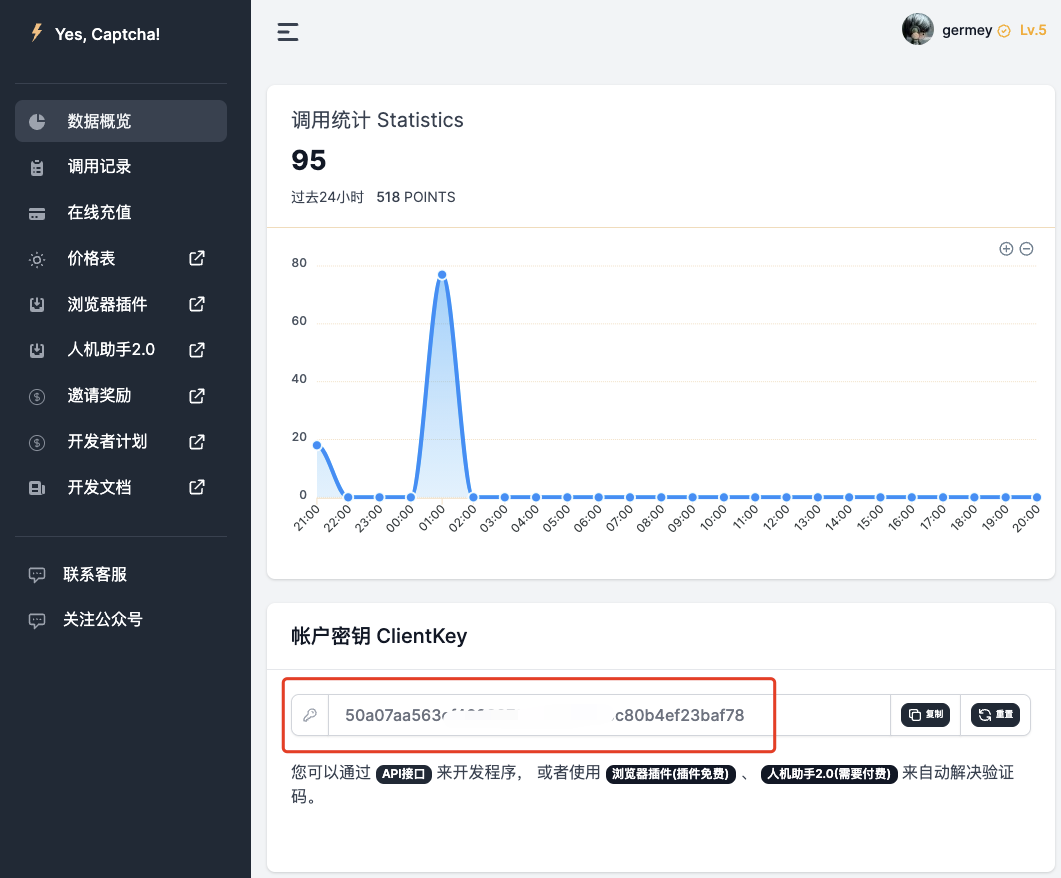 Yes, Captcha!
数据概览
调用记录
在线充值
价格表
浏览器插件
人机助手2.0
邀请奖励
开发者计划
开发文档
联系客服
关注公众号
germey Lv.5
调用统计 Statistics
95
过去24小时 518 POINTS
80
60
40
20
0
21:00 22:00 23:00 00:00 01:00 02:00 03:00 04:00 05:00 06:00 07:00 08:00 09:00 10:00 11:00 12:00 13:00 14:00 15:00 16:00 17:00 18:00 19:00 20:00
帐户密钥 ClientKey
50a07aa563 c80b4ef23baf78 复制 重置
您可以通过 API接口 来开发程序， 或者使用 浏览器插件(插件免费) 、 人机助手2.0(需要付费) 来自动解决验证
码。